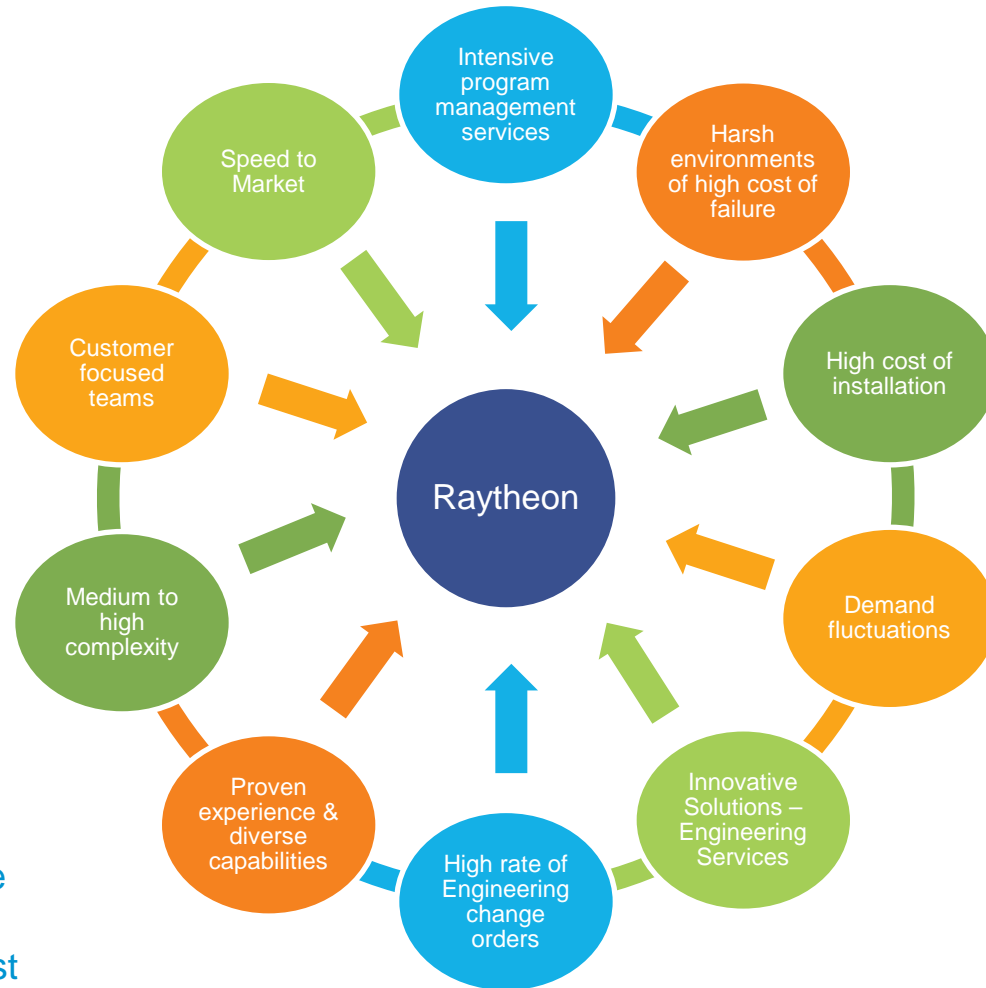 Intensive
program
management
services
Harsh
environments
of high cost of
failure
High cost of
installation
Demand
fluctuations
Innovative
Solutions –
Engineering
Services
High rate of
Engineering
change
orders
Proven
experience &
diverse
capabilities
Medium to
high
complexity
Customer
focused
teams
Speed to
Market
Raytheon